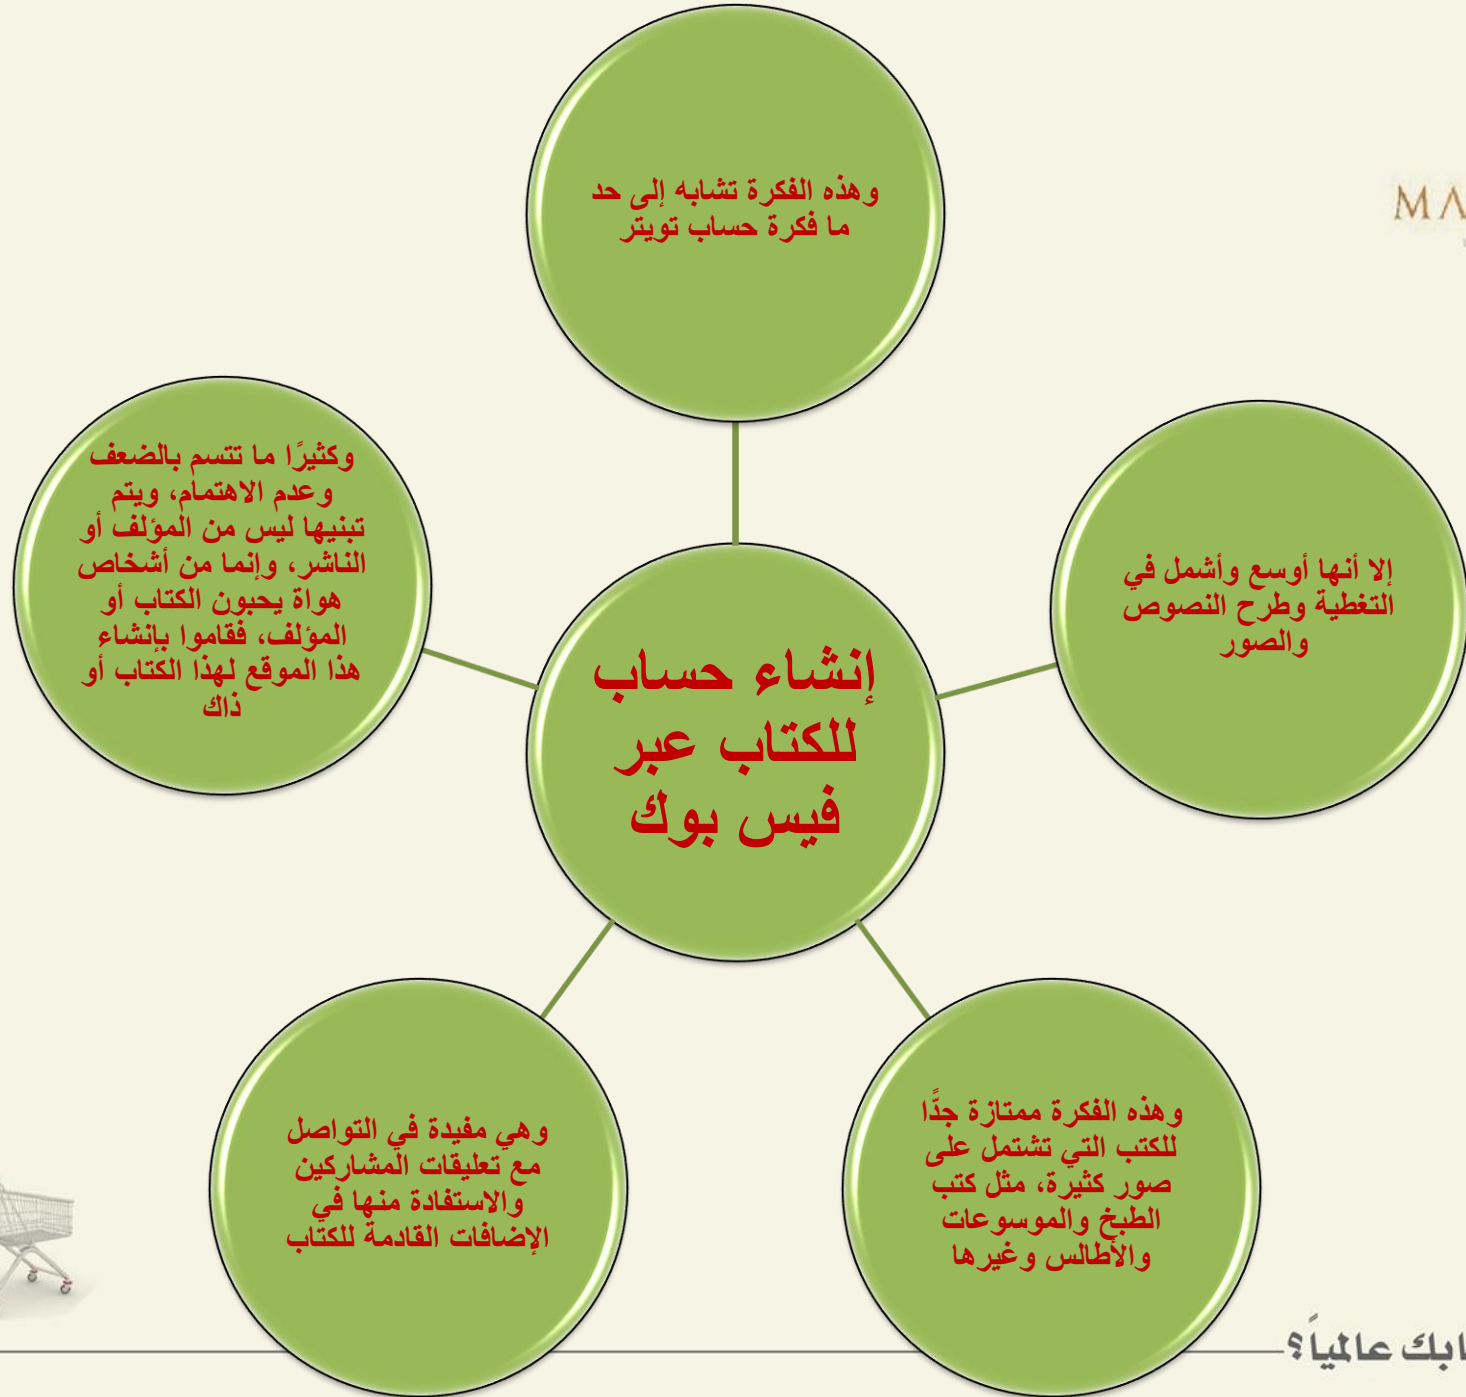 وهذه الفكرة تشابه إلى حد
ما فكرة حساب تويتر
إلا أنها أوسع وأشمل في
التغطية وطرح النصوص
والصور
وهذه الفكرة ممتازة جدًّا
للكتب التي تشتمل على
صور كثيرة، مثل كتب
الطبخ والموسوعات
والأطالس وغيرها
وهي مفيدة في التواصل
مع تعليقات المشاركين
والاستفادة منها في
الإضافات القادمة للكتاب
وكثيرًا ما تتسم بالضعف
وعدم الاهتمام، ويتم
تبنيها ليس من المؤلف أو
الناشر، وإنما من أشخاص
هواة يحبون الكتاب أو
المؤلف، فقاموا بإنشاء
هذا الموقع لهذا الكتاب أو
ذاك
إنشاء حساب
للكتاب عبر
فيس بوك
عالمياً؟